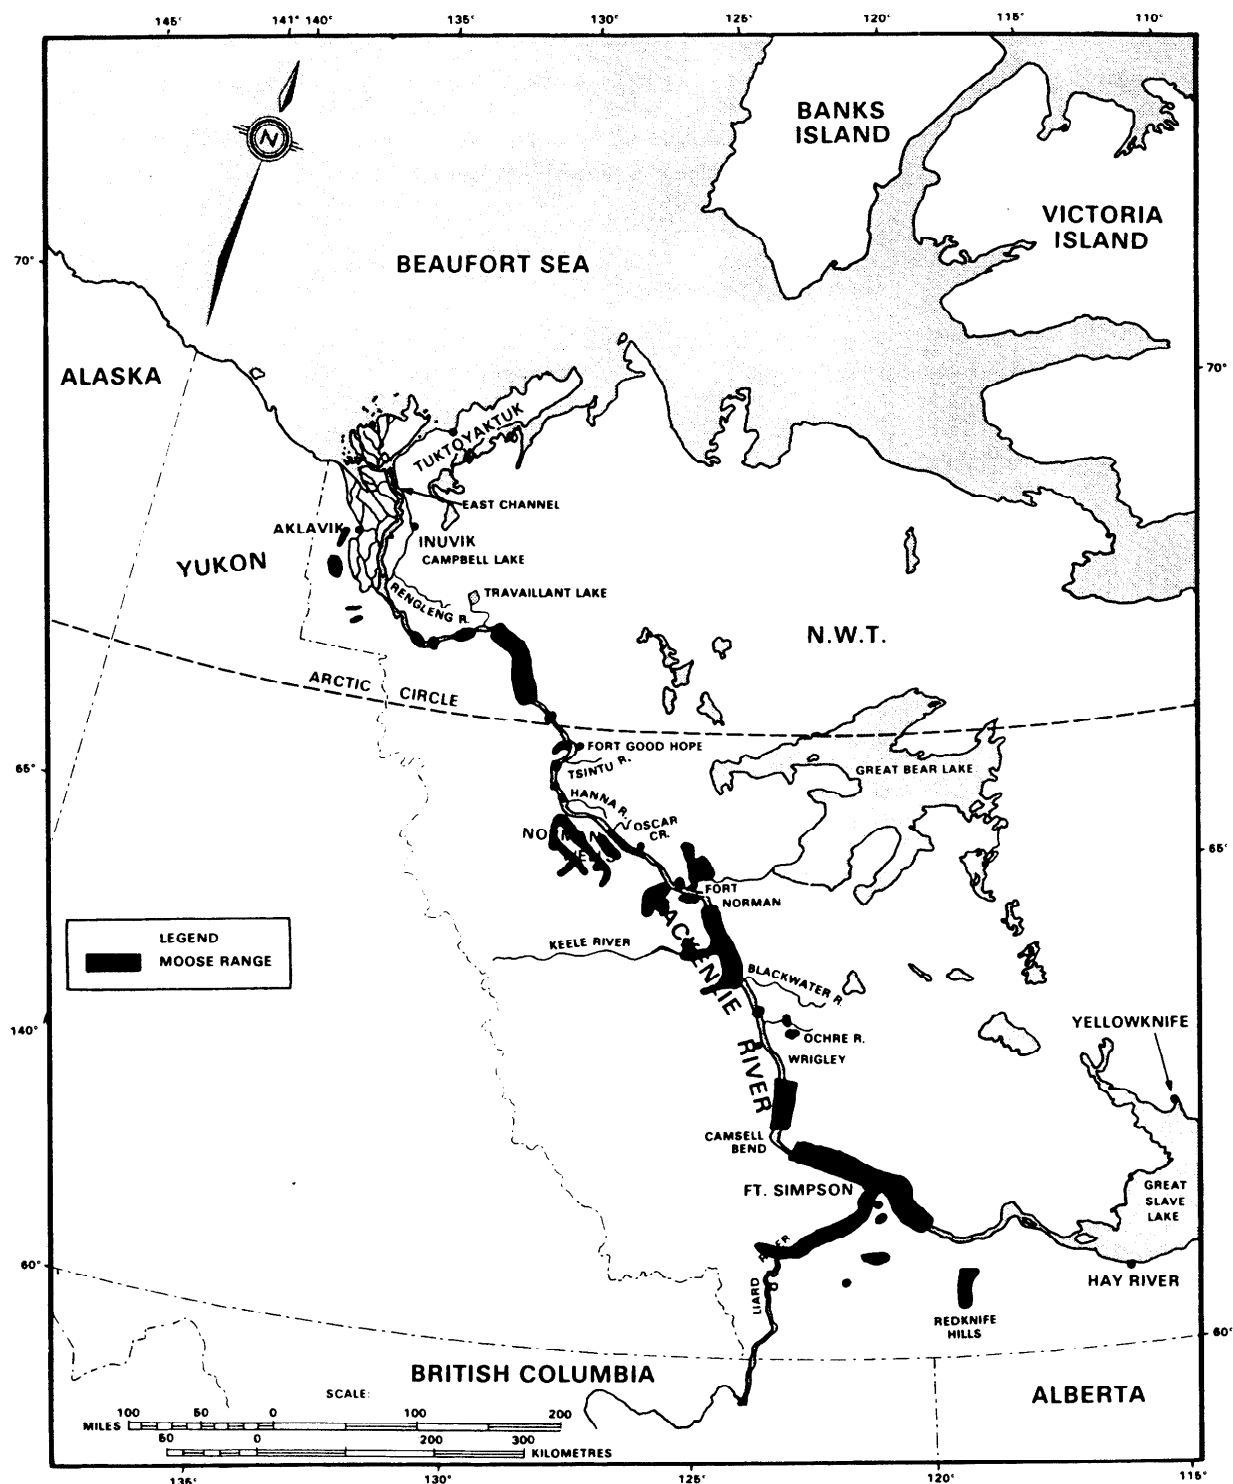 145° 141° 140° 135° 130° 125° 120° 115° 110°
N
BANKS
ISLAND
VICTORIA
ISLAND
70°
BEAUFORT SEA
70°
ALASKA
TUKTOYAKTUK
EAST CHANNEL
AKLAVIK
INUVIK
CAMPBELL LAKE
YUKON
RENGLENG R.
TRAVAILLANT LAKE
N.W.T.
ARCTIC CIRCLE
FORT GOOD HOPE
65°
TSINTU R.
GREAT BEAR LAKE
HANNA R.
OSCAR
CR.
NORMAN
WELLS
65°
FORT
NORMAN
LEGEND
MOOSE RANGE
KEELE RIVER
MACKENZIE
RIVER
BLACKWATER R.
140°
YELLOWKNIFE
OCHRE R.
WRIGLEY
CAMSELL
BEND
FT. SIMPSON
GREAT
SLAVE
LAKE
60°
LIARD RIVER
HAY RIVER
REDKNIFE
HILLS
60°
BRITISH COLUMBIA
ALBERTA
SCALE:
100 50 0 100 200
MILES
50 0 200 300
KILOMETRES
135° 130° 125° 120° 115°